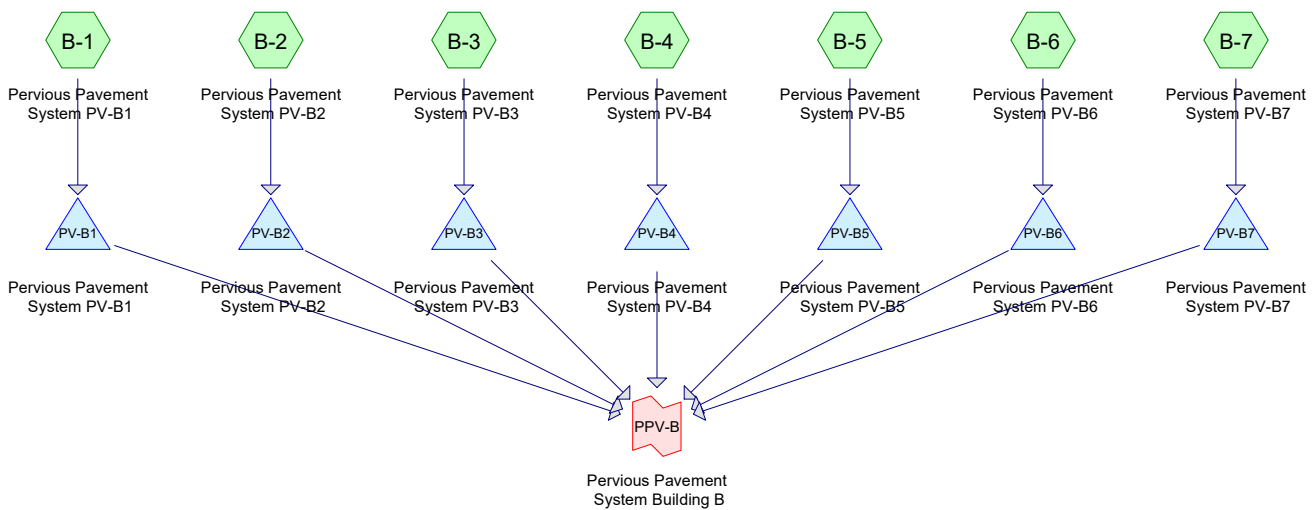 B-1
B-2
B-3
B-4
B-5
B-6
B-7
Pervious Pavement
System PV-B1
Pervious Pavement
System PV-B2
Pervious Pavement
System PV-B3
Pervious Pavement
System PV-B4
Pervious Pavement
System PV-B5
Pervious Pavement
System PV-B6
Pervious Pavement
System PV-B7
PV-B1
PV-B2
PV-B3
PV-B4
PV-B5
PV-B6
PV-B7
Pervious Pavement
System PV-B1
Pervious Pavement
System PV-B2
Pervious Pavement
System PV-B3
Pervious Pavement
System PV-B4
Pervious Pavement
System PV-B5
Pervious Pavement
System PV-B6
Pervious Pavement
System PV-B7
PPV-B
Pervious Pavement
System Building B